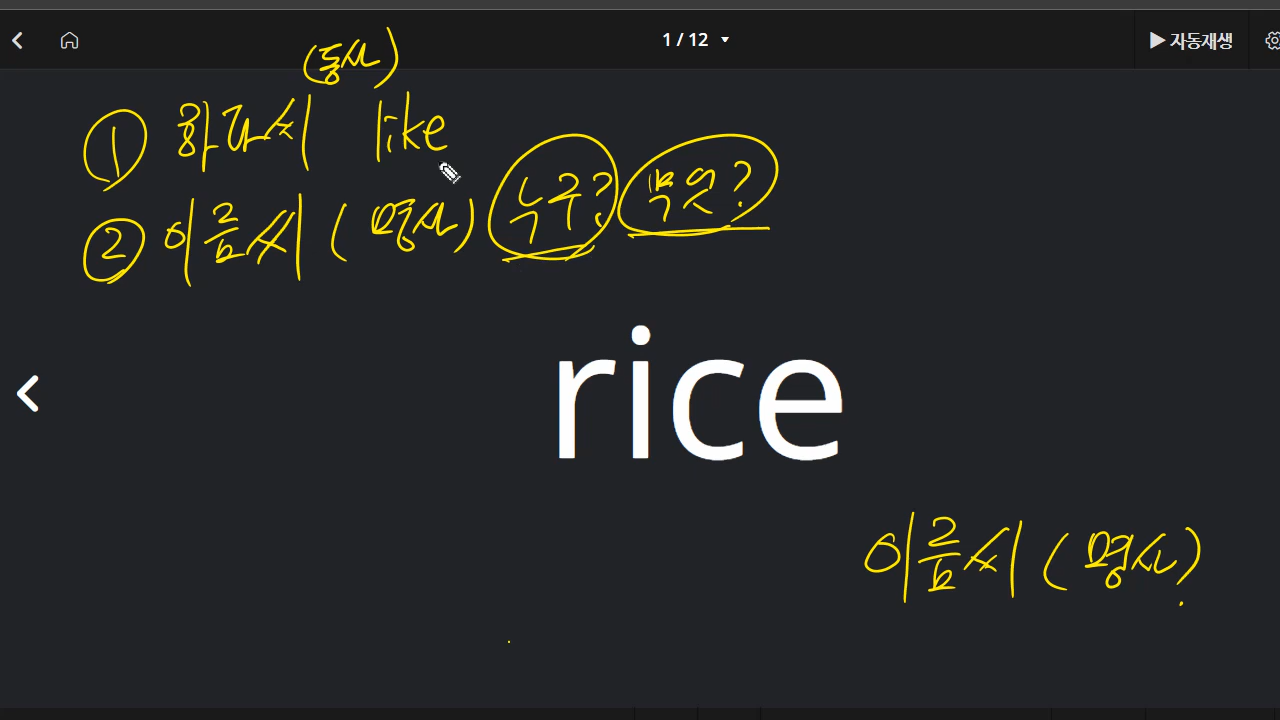 1 / 12 ▶ 자동재생
(동사)
① 하다씨 like
② 이름씨 (명사) 누구? 무엇?
rice
이름씨 (명사)